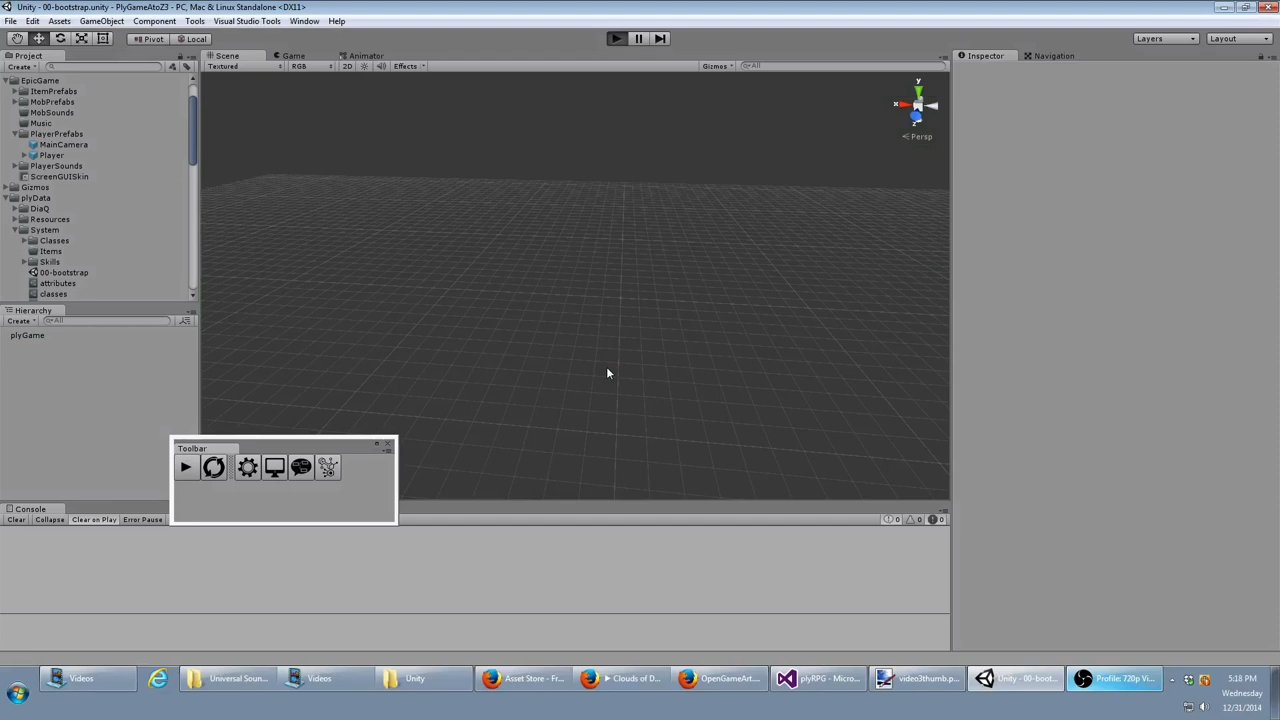 Unity - 00-bootstrap.unity - PlyGameAtoZ3 - PC, Mac & Linux Standalone <DX11>
File Edit Assets GameObject Component Tools Visual Studio Tools Window Help
Pivot Local Layers Layout
Project
Create
EpicGame
ItemPrefabs
MobPrefabs
MobSounds
Music
PlayerPrefabs
MainCamera
Player
PlayerSounds
ScreenGUISkin
Gizmos
plyData
DiaQ
Resources
System
Classes
Items
Skills
00-bootstrap
attributes
classes
Hierarchy
Create All
plyGame
Scene Game Animator
Textured RGB 2D Effects Gizmos All
y
x
z
Persp
Inspector Navigation
Toolbar
Console
Clear Collapse Clear on Play Error Pause 0 0 0
Videos Universal Soun... Videos Unity Asset Store - Fr... Clouds of D... OpenGameArt.... plyRPG - Micro... video3thumb.p... Unity - 00-boot... Profile: 720p Vi...
5:18 PM
Wednesday
12/31/2014